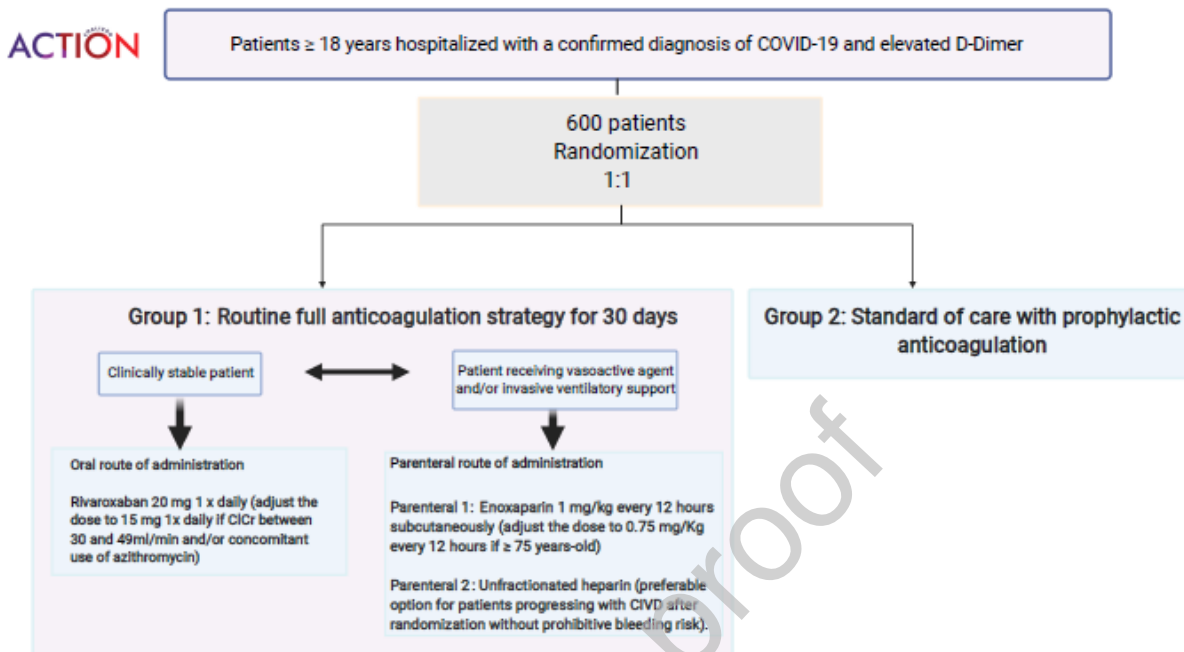 ACTION
Patients ≥ 18 years hospitalized with a confirmed diagnosis of COVID-19 and elevated D-Dimer
600 patients
Randomization
1:1
Group 1: Routine full anticoagulation strategy for 30 days
Clinically stable patient
Patient receiving vasoactive agent
and/or invasive ventilatory support
Oral route of administration
Rivaroxaban 20 mg 1 x daily (adjust the
dose to 15 mg 1x daily if ClCr between
30 and 49ml/min and/or concomitant
use of azithromycin)
Parenteral route of administration
Parenteral 1: Enoxaparin 1 mg/kg every 12 hours
subcutaneously (adjust the dose to 0.75 mg/Kg
every 12 hours if ≥ 75 years-old)
Parenteral 2: Unfractionated heparin (preferable
option for patients progressing with CIVD after
randomization without prohibitive bleeding risk).
Group 2: Standard of care with prophylactic
anticoagulation
proof